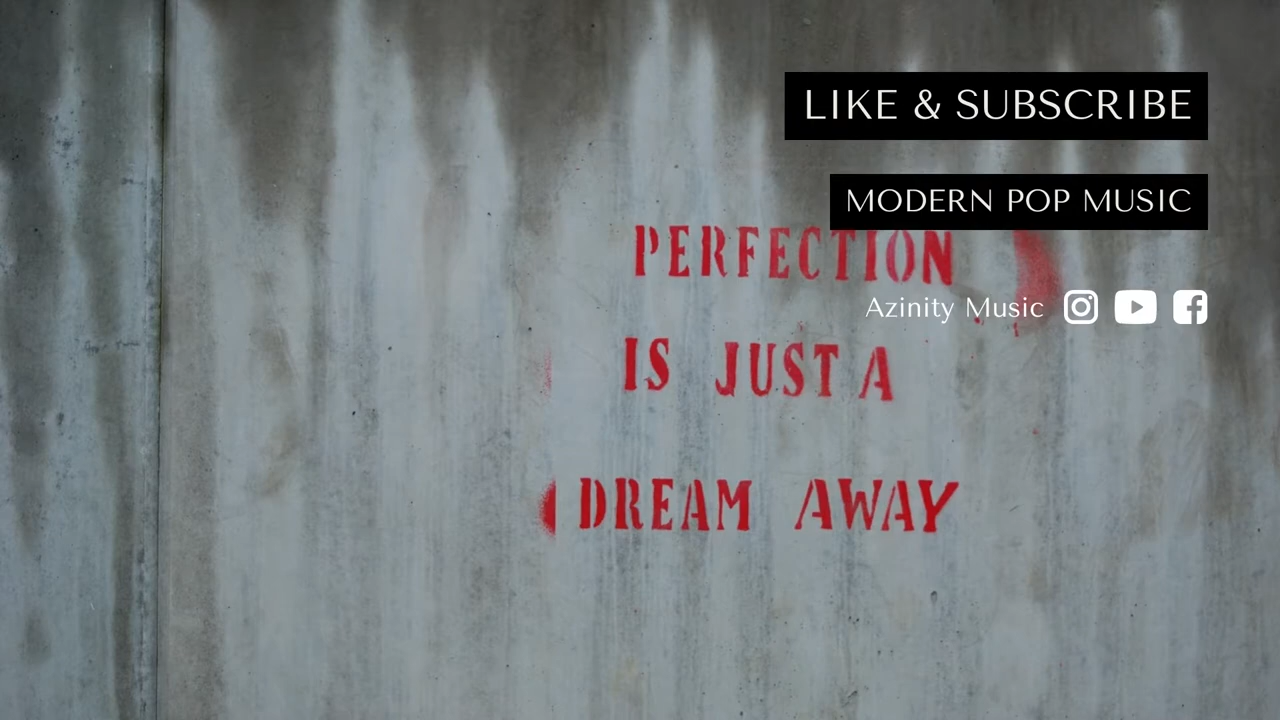 LIKE & SUBSCRIBE
MODERN POP MUSIC
PERFECTION
Azinity Music
IS JUST A
DREAM AWAY